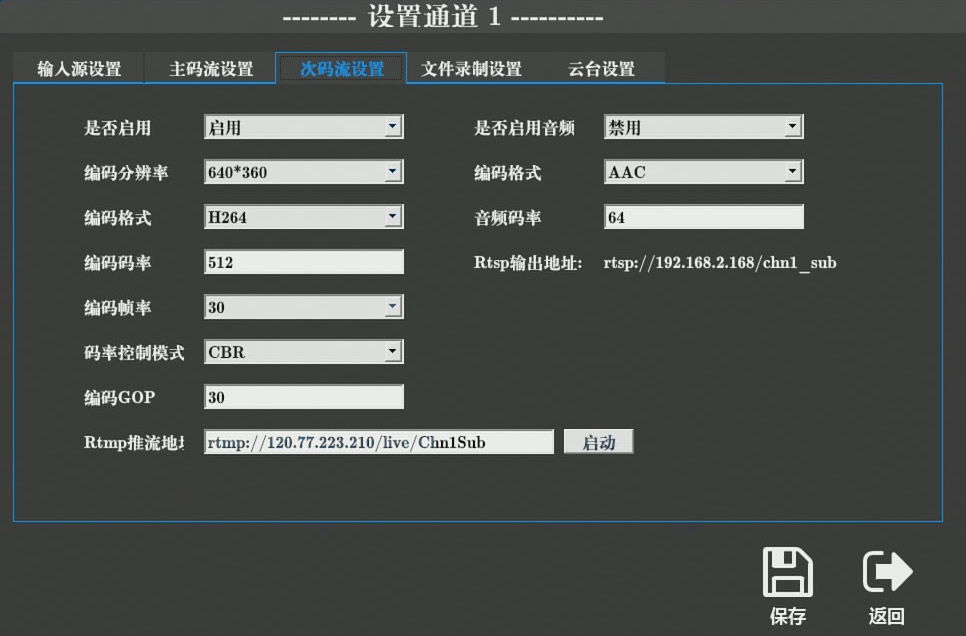 -------- 设置通道 1 ----------
输入源设置 主码流设置 次码流设置 文件录制设置 云台设置
是否启用 启用 是否启用音频 禁用
编码分辨率 640*360 编码格式 AAC
编码格式 H264 音频码率 64
编码码率 512 Rtsp输出地址: rtsp://192.168.2.168/chn1_sub
编码帧率 30
码率控制模式 CBR
编码GOP 30
Rtmp推流地 rtmp://120.77.223.210/live/Chn1Sub 启动
保存 返回